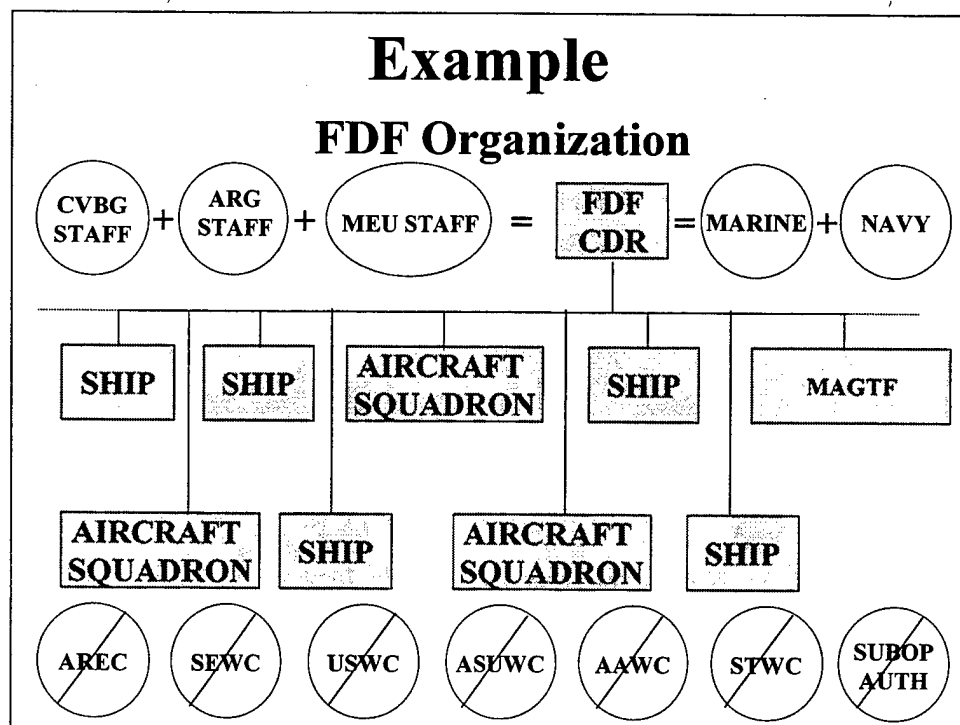 Example
FDF Organization
CVBG STAFF + ARG STAFF + MEU STAFF = FDF CDR = MARINE + NAVY
SHIP SHIP AIRCRAFT SQUADRON SHIP MAGTF
AIRCRAFT SQUADRON SHIP AIRCRAFT SQUADRON SHIP
AREC SEWC USWC ASUWC AAWC STWC SUBOP AUTH